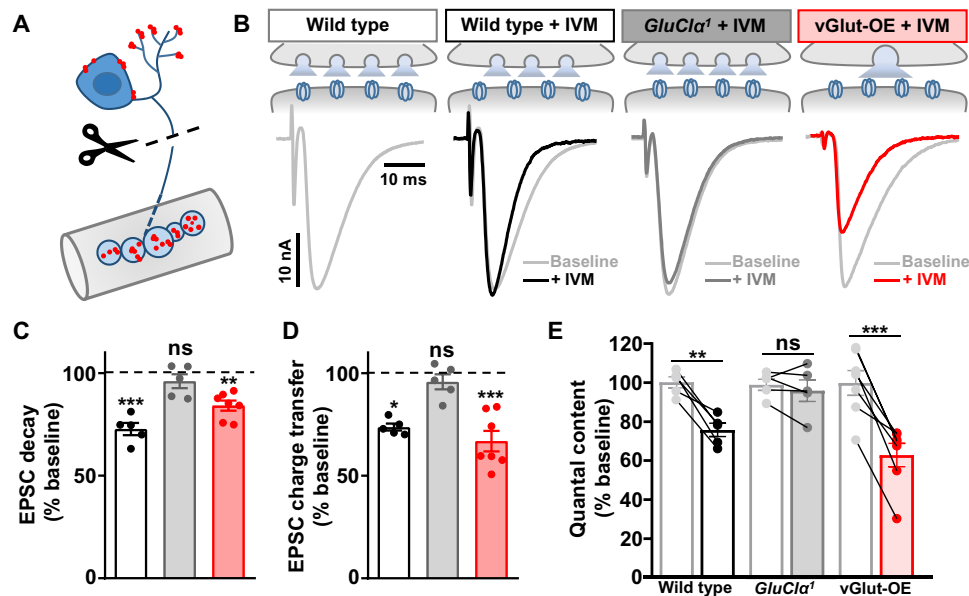 A
B
Wild type
Wild type + IVM
GluClα¹ + IVM
vGlut-OE + IVM
10 ms
10 nA
Baseline
+ IVM
Baseline
+ IVM
Baseline
+ IVM
C
EPSC decay
(% baseline)
100
50
0
***
ns
**
D
EPSC charge transfer
(% baseline)
100
50
0
*
ns
***
E
Quantal content
(% baseline)
120
100
80
60
40
20
0
**
ns
***
Wild type
GluClα¹
vGlut-OE